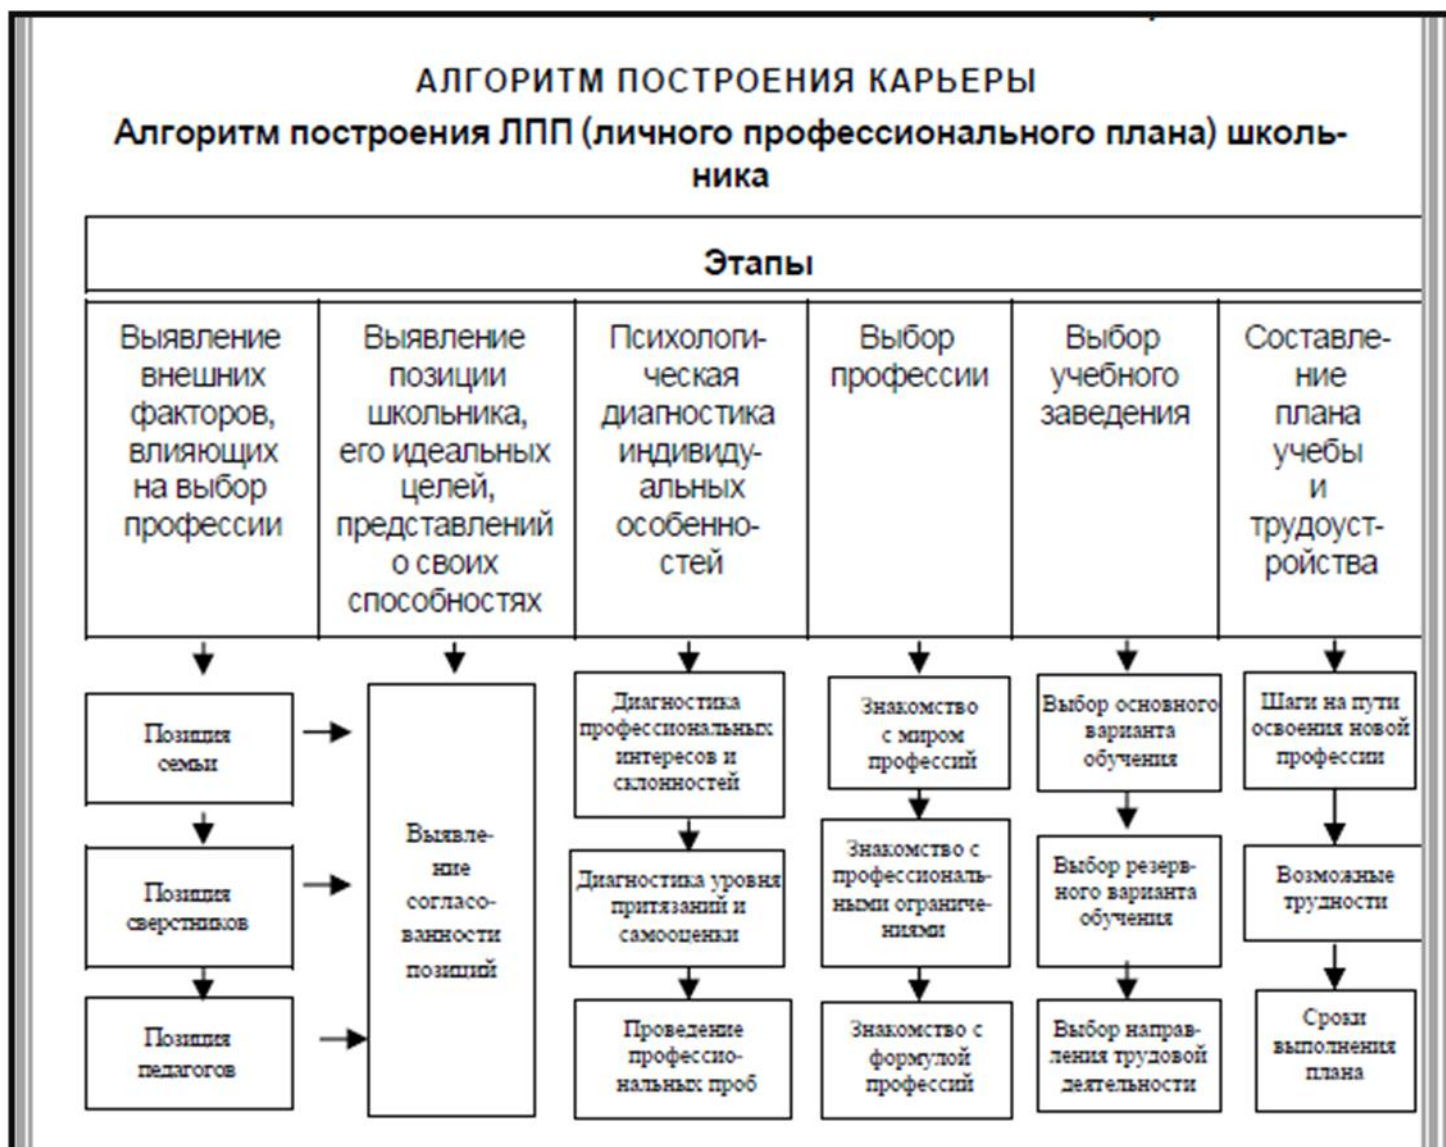 АЛГОРИТМ ПОСТРОЕНИЯ КАРЬЕРЫ
Алгоритм построения ЛПП (личного профессионального плана) школь-
ника
Этапы
Выявление
внешних
факторов,
влияющих
на выбор
профессии
Выявление
позиции
школьника,
его идеальных
целей,
представлений
о своих
способностях
Психологи-
ческая
диагностика
индивиду-
альных
особенно-
стей
Выбор
профессии
Выбор
учебного
заведения
Составле-
ние
плана
учебы
и
трудоуст-
ройства
Позиция
семьи
Позиция
сверстников
Позиция
педагогов
Выявле-
ние
согласо-
ванности
позиций
Диагностика
профессиональных
интересов и
склонностей
Диагностика уровня
притязаний и
самооценки
Проведение
профессио-
нальных проб
Знакомство
с миром
профессий
Знакомство с
профессиональ-
ными ограниче-
ниями
Знакомство с
формулой
профессий
Выбор основного
варианта
обучения
Выбор резерв-
ного варианта
обучения
Выбор направ-
ления трудовой
деятельности
Шаги на пути
освоения новой
профессии
Возможные
трудности
Сроки
выполнения
плана